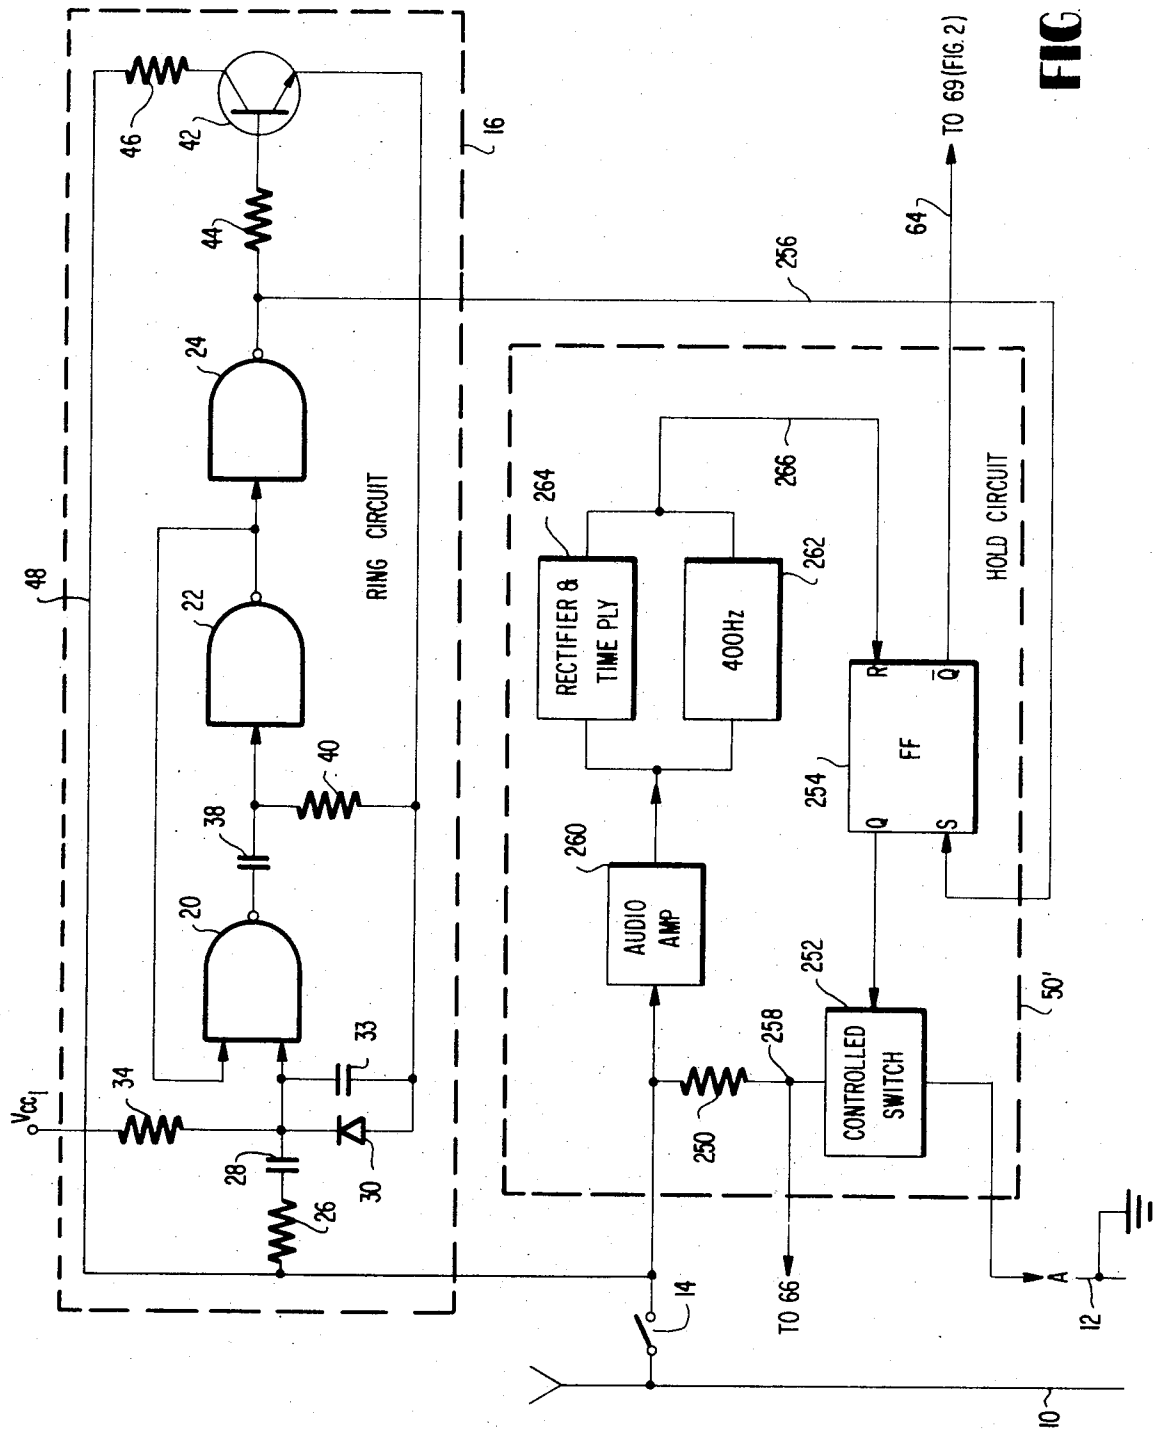 48
46
42
44
24
22
20
38
40
34
Vcc1
28
26
30
33
RING CIRCUIT
16
256
64
TO 69 (FIG. 2)
FIG
264
RECTIFIER &
TIME PLY
262
400Hz
266
260
AUDIO
AMP
HOLD CIRCUIT
254
FF
R
Q̅
Q
S
252
CONTROLLED
SWITCH
250
258
TO 66
50'
14
A
12
10